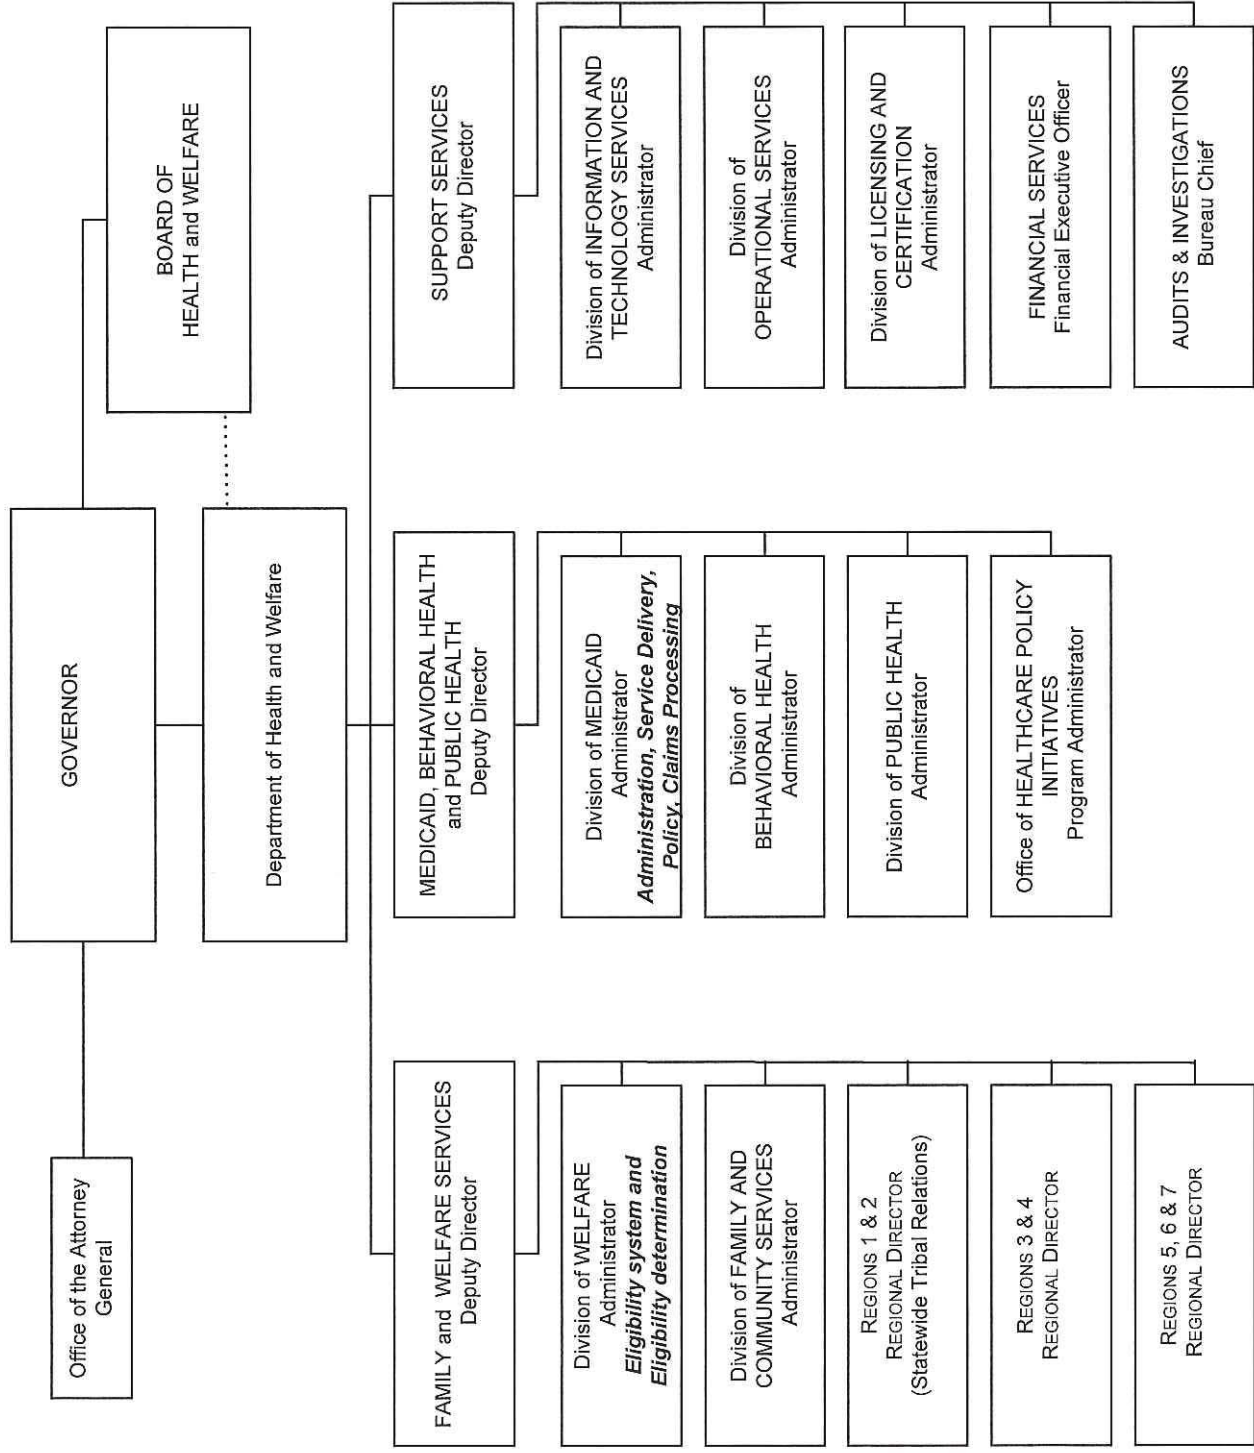 GOVERNOR
Office of the Attorney
General
BOARD OF
HEALTH and WELFARE
Department of Health and Welfare
FAMILY and WELFARE SERVICES
Deputy Director
Division of WELFARE
Administrator
Eligibility system and
Eligibility determination
Division of FAMILY AND
COMMUNITY SERVICES
Administrator
REGIONS 1 & 2
REGIONAL DIRECTOR
(Statewide Tribal Relations)
REGIONS 3 & 4
REGIONAL DIRECTOR
REGIONS 5, 6 & 7
REGIONAL DIRECTOR
MEDICAID, BEHAVIORAL HEALTH
and PUBLIC HEALTH
Deputy Director
Division of MEDICAID
Administrator
Administration, Service Delivery,
Policy, Claims Processing
Division of
BEHAVIORAL HEALTH
Administrator
Division of PUBLIC HEALTH
Administrator
Office of HEALTHCARE POLICY
INITIATIVES
Program Administrator
SUPPORT SERVICES
Deputy Director
Division of INFORMATION AND
TECHNOLOGY SERVICES
Administrator
Division of
OPERATIONAL SERVICES
Administrator
Division of LICENSING AND
CERTIFICATION
Administrator
FINANCIAL SERVICES
Financial Executive Officer
AUDITS & INVESTIGATIONS
Bureau Chief